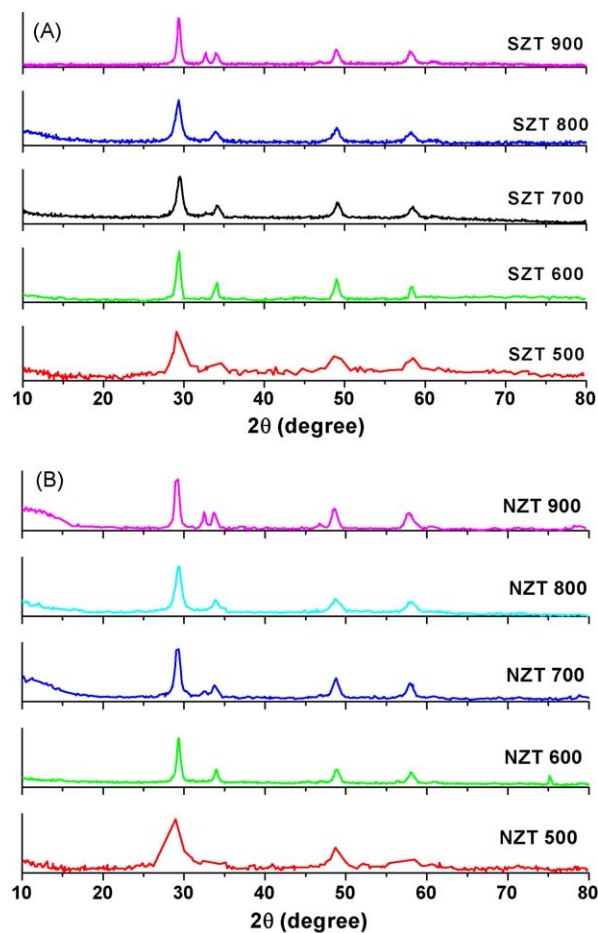 (A)
SZT 900
SZT 800
SZT 700
SZT 600
SZT 500
10 20 30 40 50 60 70 80
2θ (degree)
(B)
NZT 900
NZT 800
NZT 700
NZT 600
NZT 500
10 20 30 40 50 60 70 80
2θ (degree)